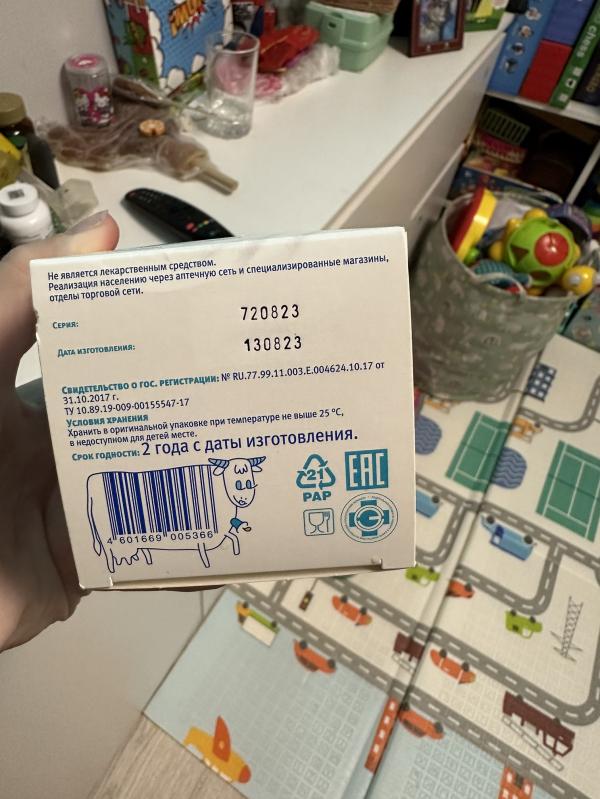 Не является лекарственным средством.
Реализация населению через аптечную сеть и специализированные магазины,
отделы торговой сети.
СЕРИЯ: 720823
ДАТА ИЗГОТОВЛЕНИЯ: 130823
СВИДЕТЕЛЬСТВО О ГОС. РЕГИСТРАЦИИ: № RU.77.99.11.003.E.004624.10.17 от
31.10.2017 г.
ТУ 10.89.19-009-00155547-17
УСЛОВИЯ ХРАНЕНИЯ
Хранить в оригинальной упаковке при температуре не выше 25 °С,
в недоступном для детей месте.
СРОК ГОДНОСТИ: 2 года с даты изготовления.
4 601669 005366
21
PAP
EAC
Chess